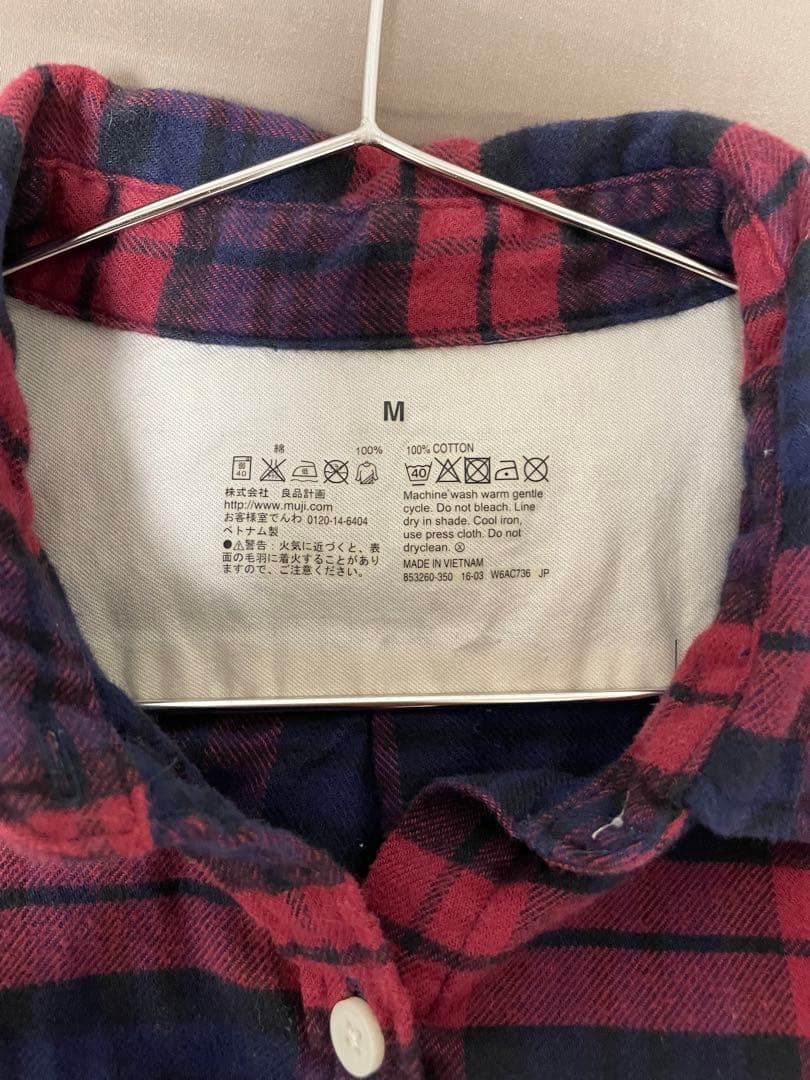 M
綿 100%
弱
40
低
株式会社 良品計画
http://www.muji.com
お客様室でんわ 0120-14-6404
ベトナム製
●⚠警告：火気に近づくと、表
面の毛羽に着火することがあり
ますので、ご注意ください。
100% COTTON
40
Machine wash warm gentle
cycle. Do not bleach. Line
dry in shade. Cool iron,
use press cloth. Do not
dryclean. Ⓧ
MADE IN VIETNAM
853260-350 16-03 W6AC736 JP